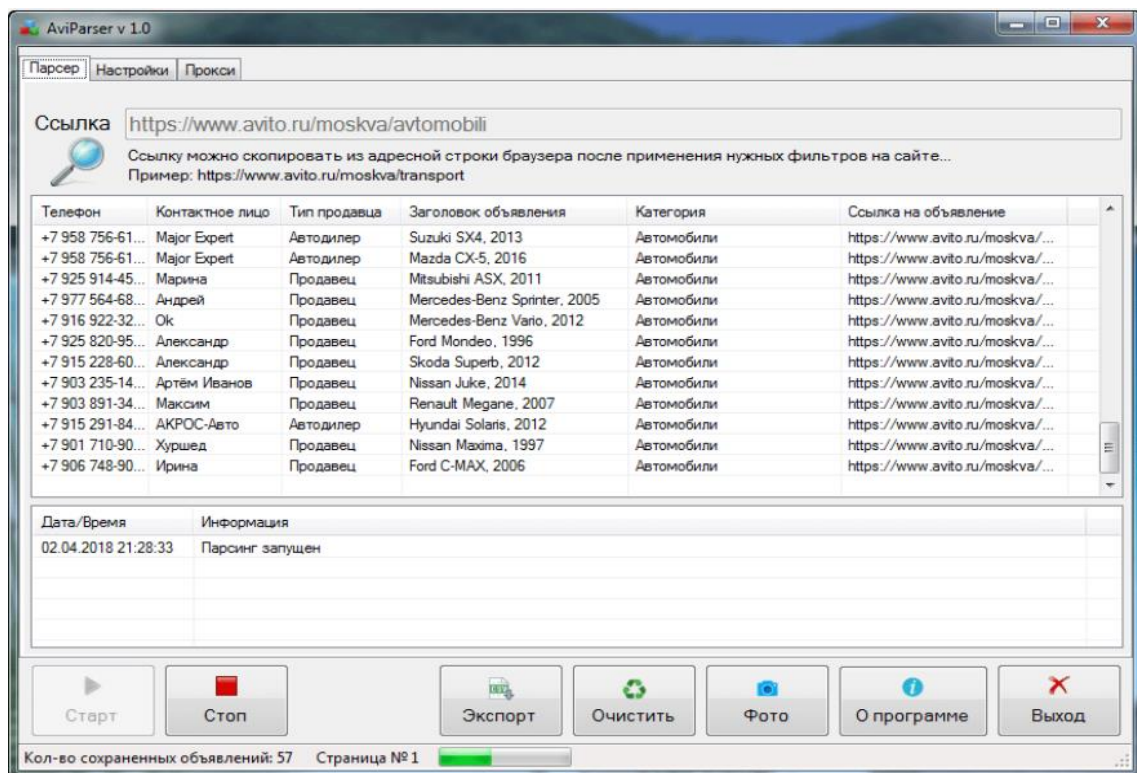 AviParser v 1.0
Парсер Настройки Прокси
Ссылка https://www.avito.ru/moskva/avtomobili
Ссылку можно скопировать из адресной строки браузера после применения нужных фильтров на сайте...
Пример: https://www.avito.ru/moskva/transport
Телефон Контактное лицо Тип продавца Заголовок объявления Категория Ссылка на объявление
+7 958 756-61... Major Expert Автодилер Suzuki SX4, 2013 Автомобили https://www.avito.ru/moskva/...
+7 958 756-61... Major Expert Автодилер Mazda CX-5, 2016 Автомобили https://www.avito.ru/moskva/...
+7 925 914-45... Марина Продавец Mitsubishi ASX, 2011 Автомобили https://www.avito.ru/moskva/...
+7 977 564-68... Андрей Продавец Mercedes-Benz Sprinter, 2005 Автомобили https://www.avito.ru/moskva/...
+7 916 922-32... Ok Продавец Mercedes-Benz Vario, 2012 Автомобили https://www.avito.ru/moskva/...
+7 925 820-95... Александр Продавец Ford Mondeo, 1996 Автомобили https://www.avito.ru/moskva/...
+7 915 228-60... Александр Продавец Skoda Superb, 2012 Автомобили https://www.avito.ru/moskva/...
+7 903 235-14... Артём Иванов Продавец Nissan Juke, 2014 Автомобили https://www.avito.ru/moskva/...
+7 903 891-34... Максим Продавец Renault Megane, 2007 Автомобили https://www.avito.ru/moskva/...
+7 915 291-84... АКРОС-Авто Автодилер Hyundai Solaris, 2012 Автомобили https://www.avito.ru/moskva/...
+7 901 710-90... Хуршед Продавец Nissan Maxima, 1997 Автомобили https://www.avito.ru/moskva/...
+7 906 748-90... Ирина Продавец Ford C-MAX, 2006 Автомобили https://www.avito.ru/moskva/...
Дата/Время Информация
02.04.2018 21:28:33 Парсинг запущен
Старт Стоп Экспорт Очистить Фото О программе Выход
Кол-во сохраненных объявлений: 57 Страница № 1